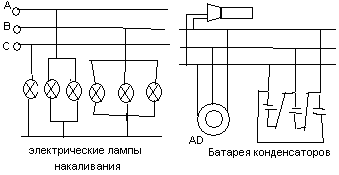 A
B
C
AD
электрические лампы
накаливания
Батарея конденсаторов